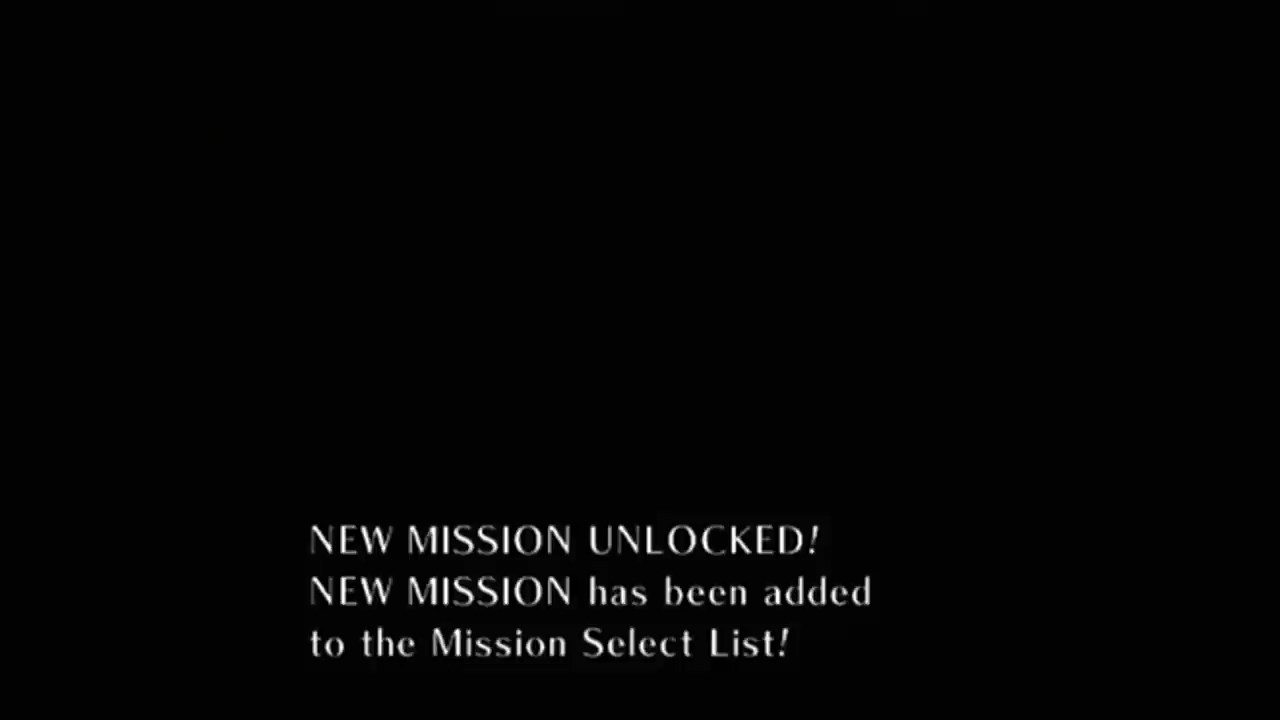 NEW MISSION UNLOCKED!
NEW MISSION has been added
to the Mission Select List!